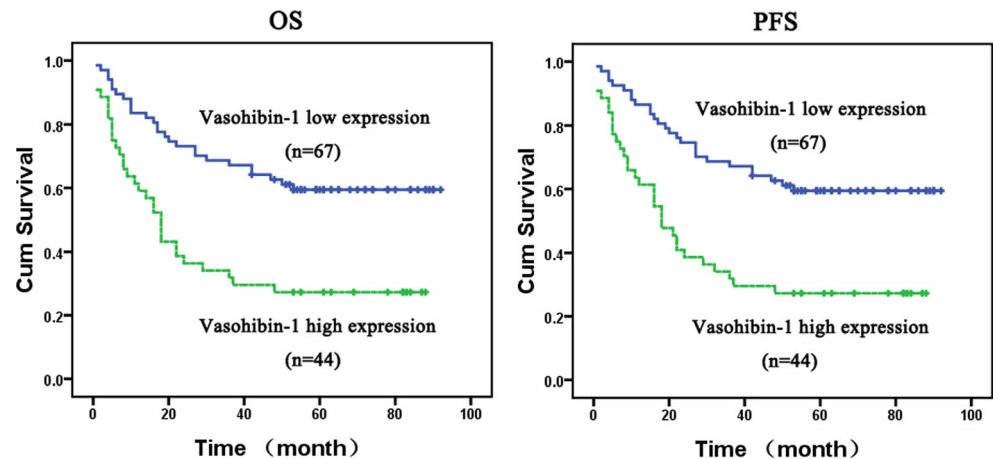 OS
Cum Survival
1.0
0.8
0.6
0.4
0.2
0.0
Vasohibin-1 low expression
(n=67)
Vasohibin-1 high expression
(n=44)
0 20 40 60 80 100
Time （month）
PFS
Cum Survival
1.0
0.8
0.6
0.4
0.2
0.0
Vasohibin-1 low expression
(n=67)
Vasohibin-1 high expression
(n=44)
0 20 40 60 80 100
Time （month）